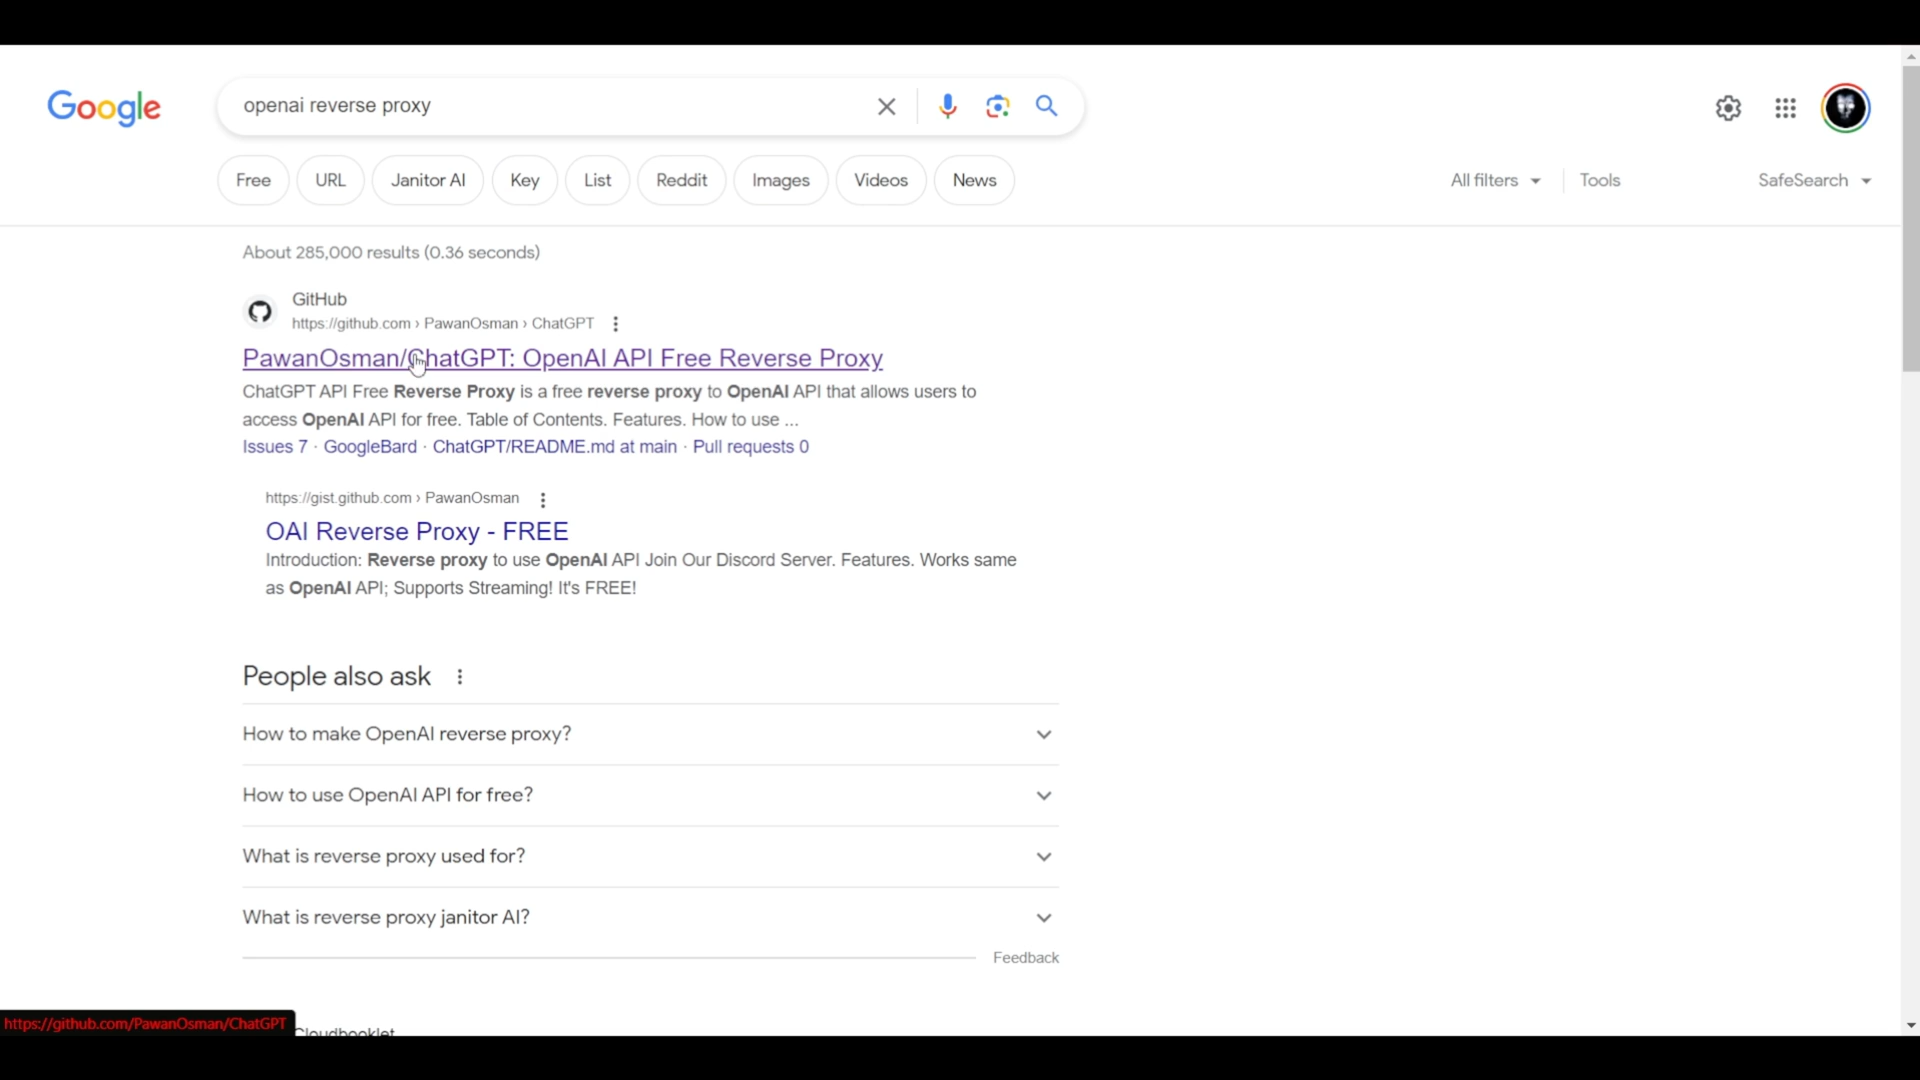 Google
openai reverse proxy
Free
URL
Janitor AI
Key
List
Reddit
Images
Videos
News
All filters
Tools
SafeSearch
About 285,000 results (0.36 seconds)
GitHub
https://github.com › PawanOsman › ChatGPT
PawanOsman/ChatGPT: OpenAI API Free Reverse Proxy
ChatGPT API Free Reverse Proxy is a free reverse proxy to OpenAI API that allows users to
access OpenAI API for free. Table of Contents. Features. How to use ...
Issues 7 · GoogleBard · ChatGPT/README.md at main · Pull requests 0
https://gist.github.com › PawanOsman
OAI Reverse Proxy - FREE
Introduction: Reverse proxy to use OpenAI API Join Our Discord Server. Features. Works same
as OpenAI API; Supports Streaming! It's FREE!
People also ask
How to make OpenAI reverse proxy?
How to use OpenAI API for free?
What is reverse proxy used for?
What is reverse proxy janitor AI?
Feedback
https://github.com/PawanOsman/ChatGPT
Cloudbooklet